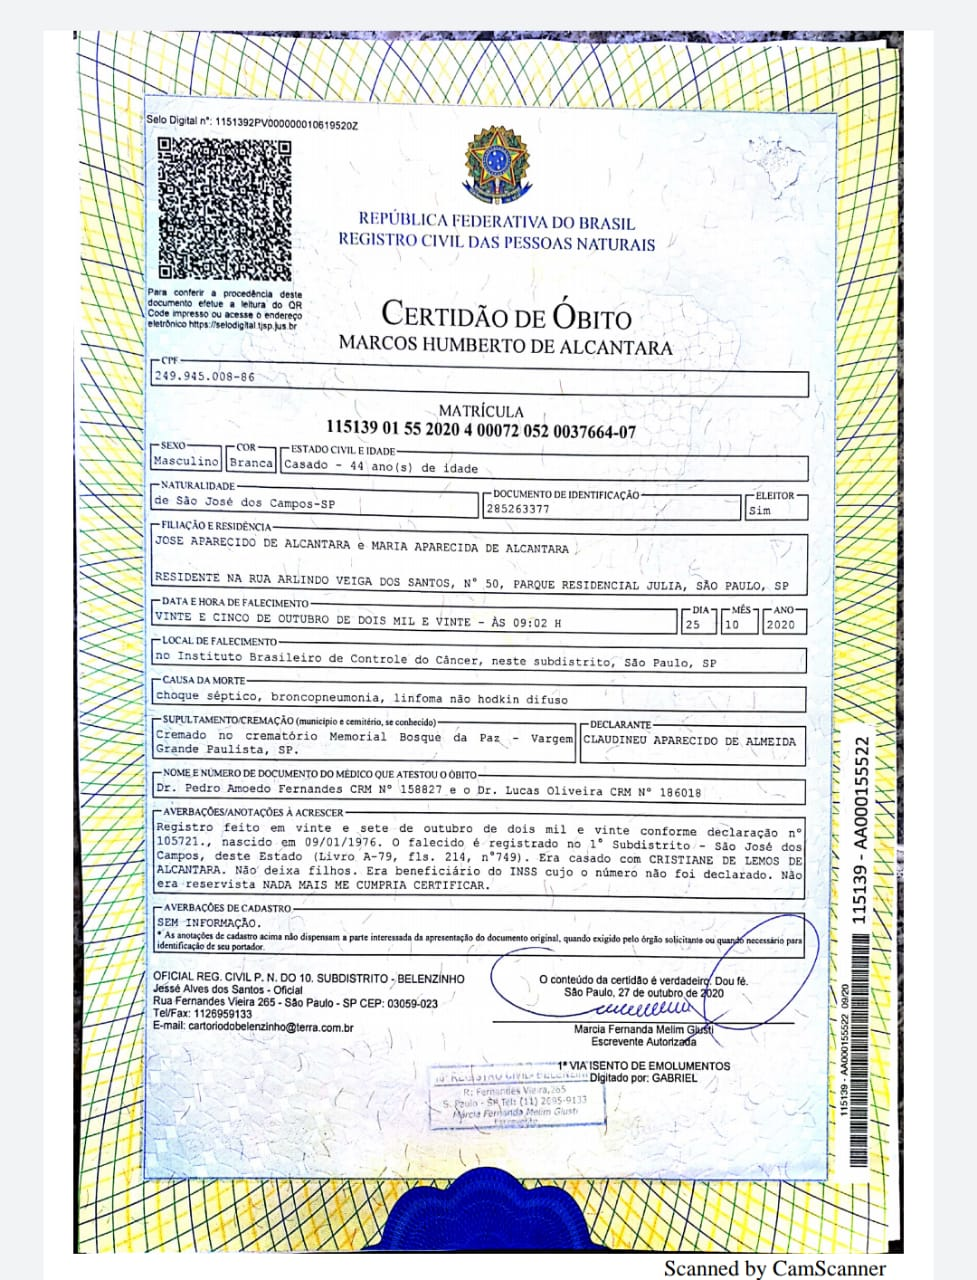 Selo Digital n°: 1151392PV000000010619520Z
Para conferir a procedência deste
documento efetue a leitura do QR
Code impresso ou acesse o endereço
eletrônico https://selodigital.tjsp.jus.br
REPÚBLICA FEDERATIVA DO BRASIL
REGISTRO CIVIL DAS PESSOAS NATURAIS
CERTIDÃO DE ÓBITO
MARCOS HUMBERTO DE ALCANTARA
CPF
249.945.008-86
MATRÍCULA
115139 01 55 2020 4 00072 052 0037664-07
SEXO
Masculino
COR
Branca
ESTADO CIVIL E IDADE
Casado - 44 ano(s) de idade
NATURALIDADE
de São José dos Campos-SP
DOCUMENTO DE IDENTIFICAÇÃO
285263377
ELEITOR
Sim
FILIAÇÃO E RESIDÊNCIA
JOSE APARECIDO DE ALCANTARA e MARIA APARECIDA DE ALCANTARA
RESIDENTE NA RUA ARLINDO VEIGA DOS SANTOS, N° 50, PARQUE RESIDENCIAL JULIA, SÃO PAULO, SP
DATA E HORA DE FALECIMENTO
VINTE E CINCO DE OUTUBRO DE DOIS MIL E VINTE - ÀS 09:02 H
DIA
25
MÊS
10
ANO
2020
LOCAL DE FALECIMENTO
no Instituto Brasileiro de Controle do Câncer, neste subdistrito, São Paulo, SP
CAUSA DA MORTE
choque séptico, broncopneumonia, linfoma não hodkin difuso
SUPULTAMENTO/CREMAÇÃO (município e cemitério, se conhecido)
Cremado no crematório Memorial Bosque da Paz - Vargem
Grande Paulista, SP.
DECLARANTE
CLAUDINEU APARECIDO DE ALMEIDA
NOME E NÚMERO DE DOCUMENTO DO MÉDICO QUE ATESTOU O ÓBITO
Dr. Pedro Amoedo Fernandes CRM N° 158827 e o Dr. Lucas Oliveira CRM N° 186018
AVERBAÇÕES/ANOTAÇÕES À ACRESCER
Registro feito em vinte e sete de outubro de dois mil e vinte conforme declaração n°
105721., nascido em 09/01/1976. O falecido é registrado no 1° Subdistrito - São José dos
Campos, deste Estado (Livro A-79, fls. 214, n°749). Era casado com CRISTIANE DE LEMOS DE
ALCANTARA. Não deixa filhos. Era beneficiário do INSS cujo o número não foi declarado. Não
era reservista NADA MAIS ME CUMPRIA CERTIFICAR.
AVERBAÇÕES DE CADASTRO
SEM INFORMAÇÃO.
* As anotações de cadastro acima não dispensam a parte interessada da apresentação do documento original, quando exigido pelo órgão solicitante ou quando necessário para
identificação de seu portador.
OFICIAL REG. CIVIL P. N. DO 10. SUBDISTRITO - BELENZINHO
Jessé Alves dos Santos - Oficial
Rua Fernandes Vieira 265 - São Paulo - SP CEP: 03059-023
Tel/Fax: 1126959133
E-mail: cartoriodobelenzinho@terra.com.br
O conteúdo da certidão é verdadeiro. Dou fé.
São Paulo, 27 de outubro de 2020
Marcia Fernanda Melim Giusti
Escrevente Autorizada
1ª VIA ISENTO DE EMOLUMENTOS
Digitado por: GABRIEL
10° REGISTRO CIVIL- BELENZINHO
R: Fernandes Vieira,265
S. Paulo - SP Tel: (11) 2695-9133
Márcia Fernanda Melim Giusti
Escrevente
115139 - AA000155522
115139 - AA000155522 09/20
Scanned by CamScanner